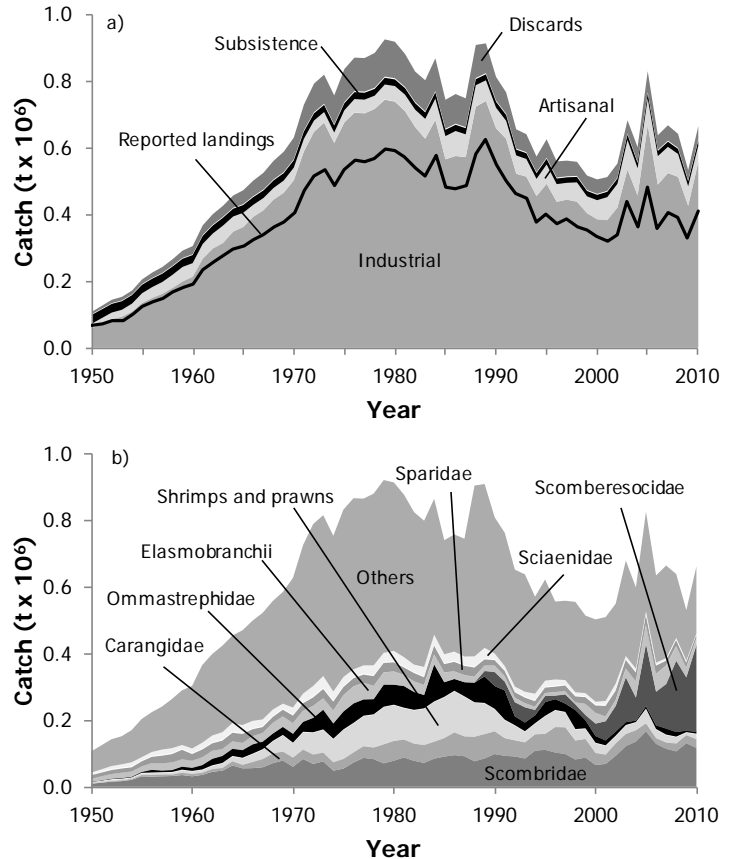 a)
1.0
0.8
0.6
0.4
0.2
0.0
Catch (t x 10⁶)
Subsistence
Discards
Artisanal
Reported landings
Industrial
1950 1960 1970 1980 1990 2000 2010
Year
b)
1.0
0.8
0.6
0.4
0.2
0.0
Catch (t x 10⁶)
Sparidae
Shrimps and prawns
Scomberesocidae
Elasmobranchii
Sciaenidae
Others
Ommastrephidae
Carangidae
Scombridae
1950 1960 1970 1980 1990 2000 2010
Year